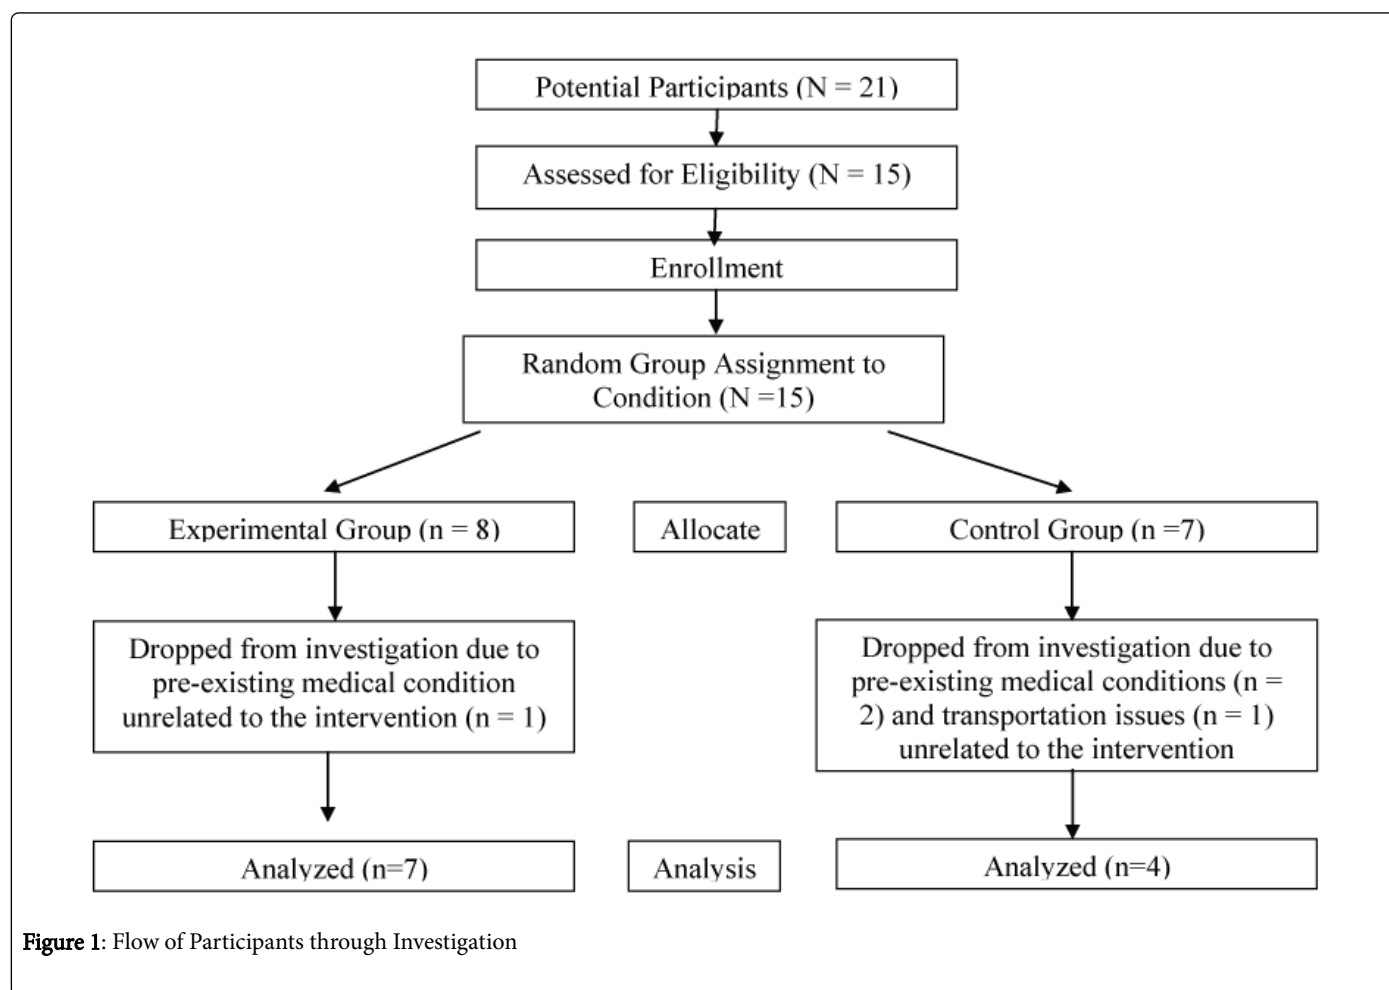 Potential Participants (N = 21)
Assessed for Eligibility (N = 15)
Enrollment
Random Group Assignment to
Condition (N =15)
Experimental Group (n = 8)
Allocate
Control Group (n =7)
Dropped from investigation due to
pre-existing medical condition
unrelated to the intervention (n = 1)
Dropped from investigation due to
pre-existing medical conditions (n =
2) and transportation issues (n = 1)
unrelated to the intervention
Analyzed (n=7)
Analysis
Analyzed (n=4)
Figure 1: Flow of Participants through Investigation